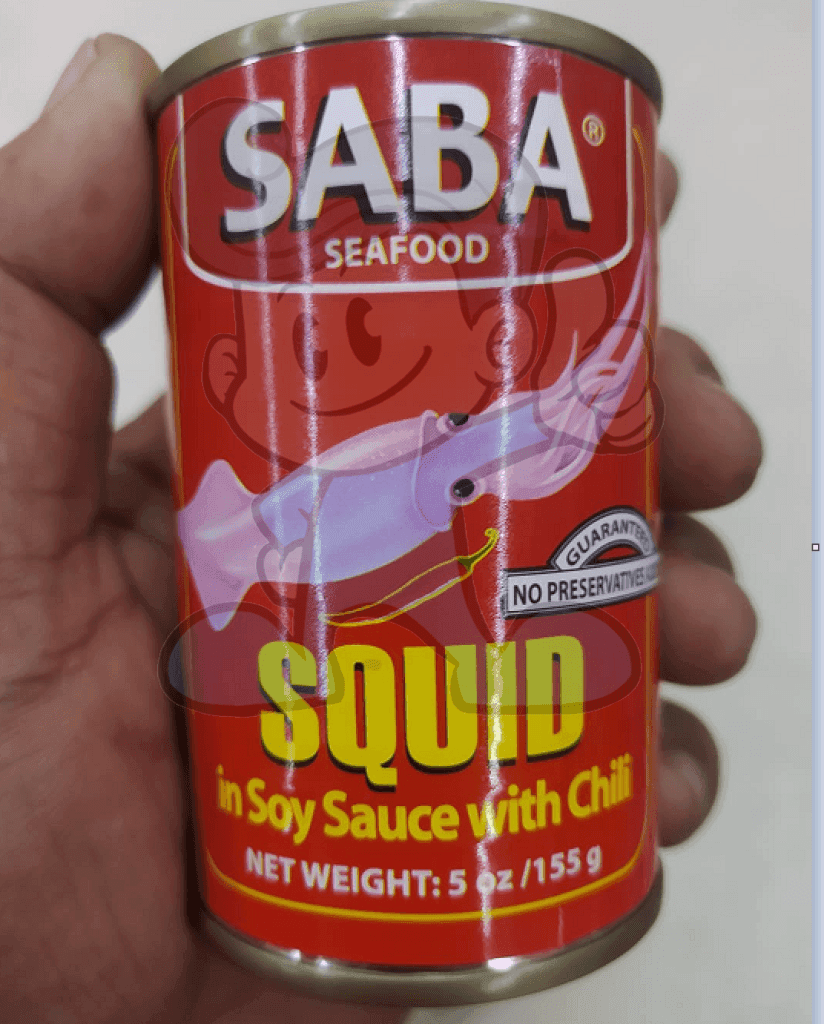 SABA®
SEAFOOD
GUARANTEED
NO PRESERVATIVES
SQUID
in Soy Sauce with Chili
NET WEIGHT: 5 oz /155 g